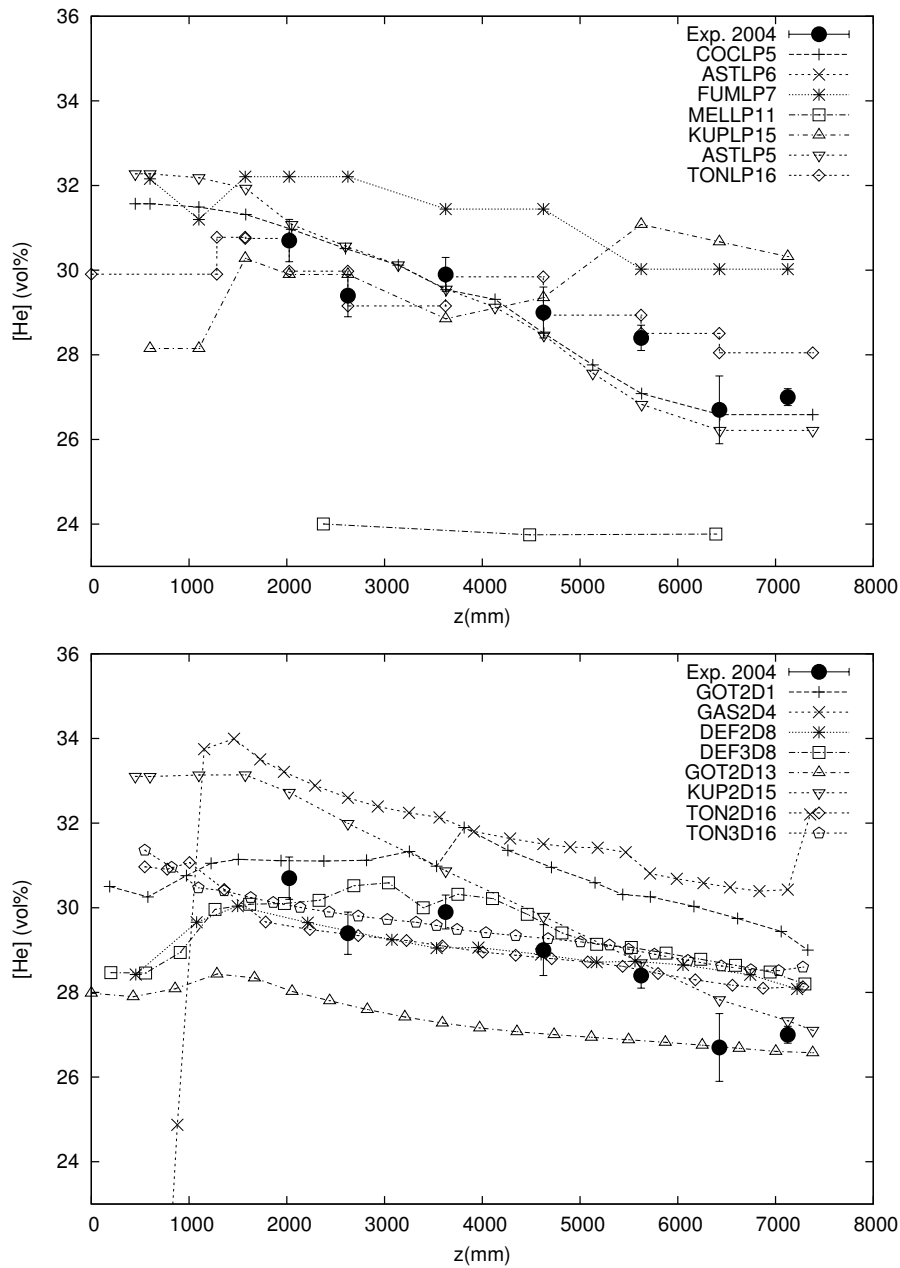 36
34
32
30
28
26
24
[He] (vol%)
0 1000 2000 3000 4000 5000 6000 7000 8000
z(mm)
Exp. 2004
COCLP5
ASTLP6
FUMLP7
MELLP11
KUPLP15
ASTLP5
TONLP16
36
34
32
30
28
26
24
[He] (vol%)
0 1000 2000 3000 4000 5000 6000 7000 8000
z(mm)
Exp. 2004
GOT2D1
GAS2D4
DEF2D8
DEF3D8
GOT2D13
KUP2D15
TON2D16
TON3D16